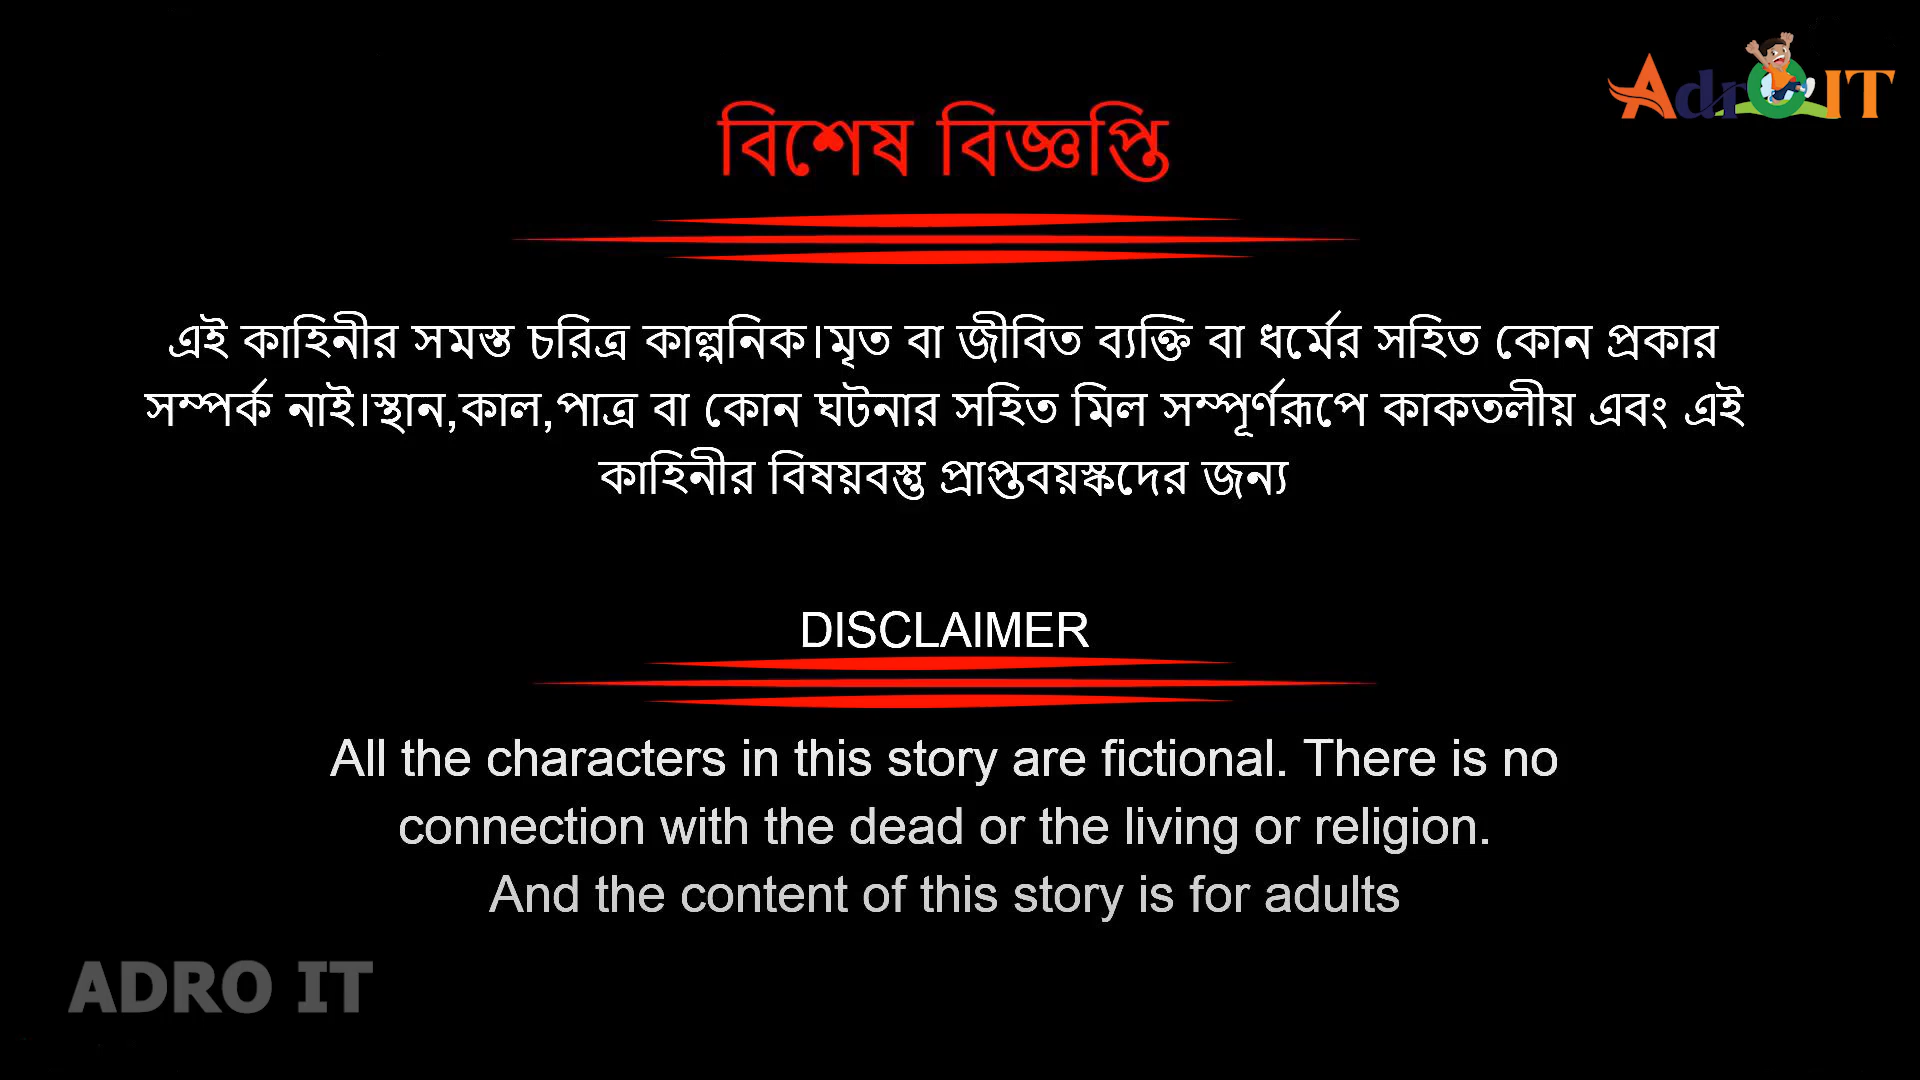 Adro IT
বিশেষ বিজ্ঞপ্তি
এই কাহিনীর সমস্ত চরিত্র কাল্পনিক।মৃত বা জীবিত ব্যক্তি বা ধর্মের সহিত কোন প্রকার
সম্পর্ক নাই।স্থান,কাল,পাত্র বা কোন ঘটনার সহিত মিল সম্পূর্ণরূপে কাকতলীয় এবং এই
কাহিনীর বিষয়বস্তু প্রাপ্তবয়স্কদের জন্য
DISCLAIMER
All the characters in this story are fictional. There is no
connection with the dead or the living or religion.
And the content of this story is for adults
ADRO IT